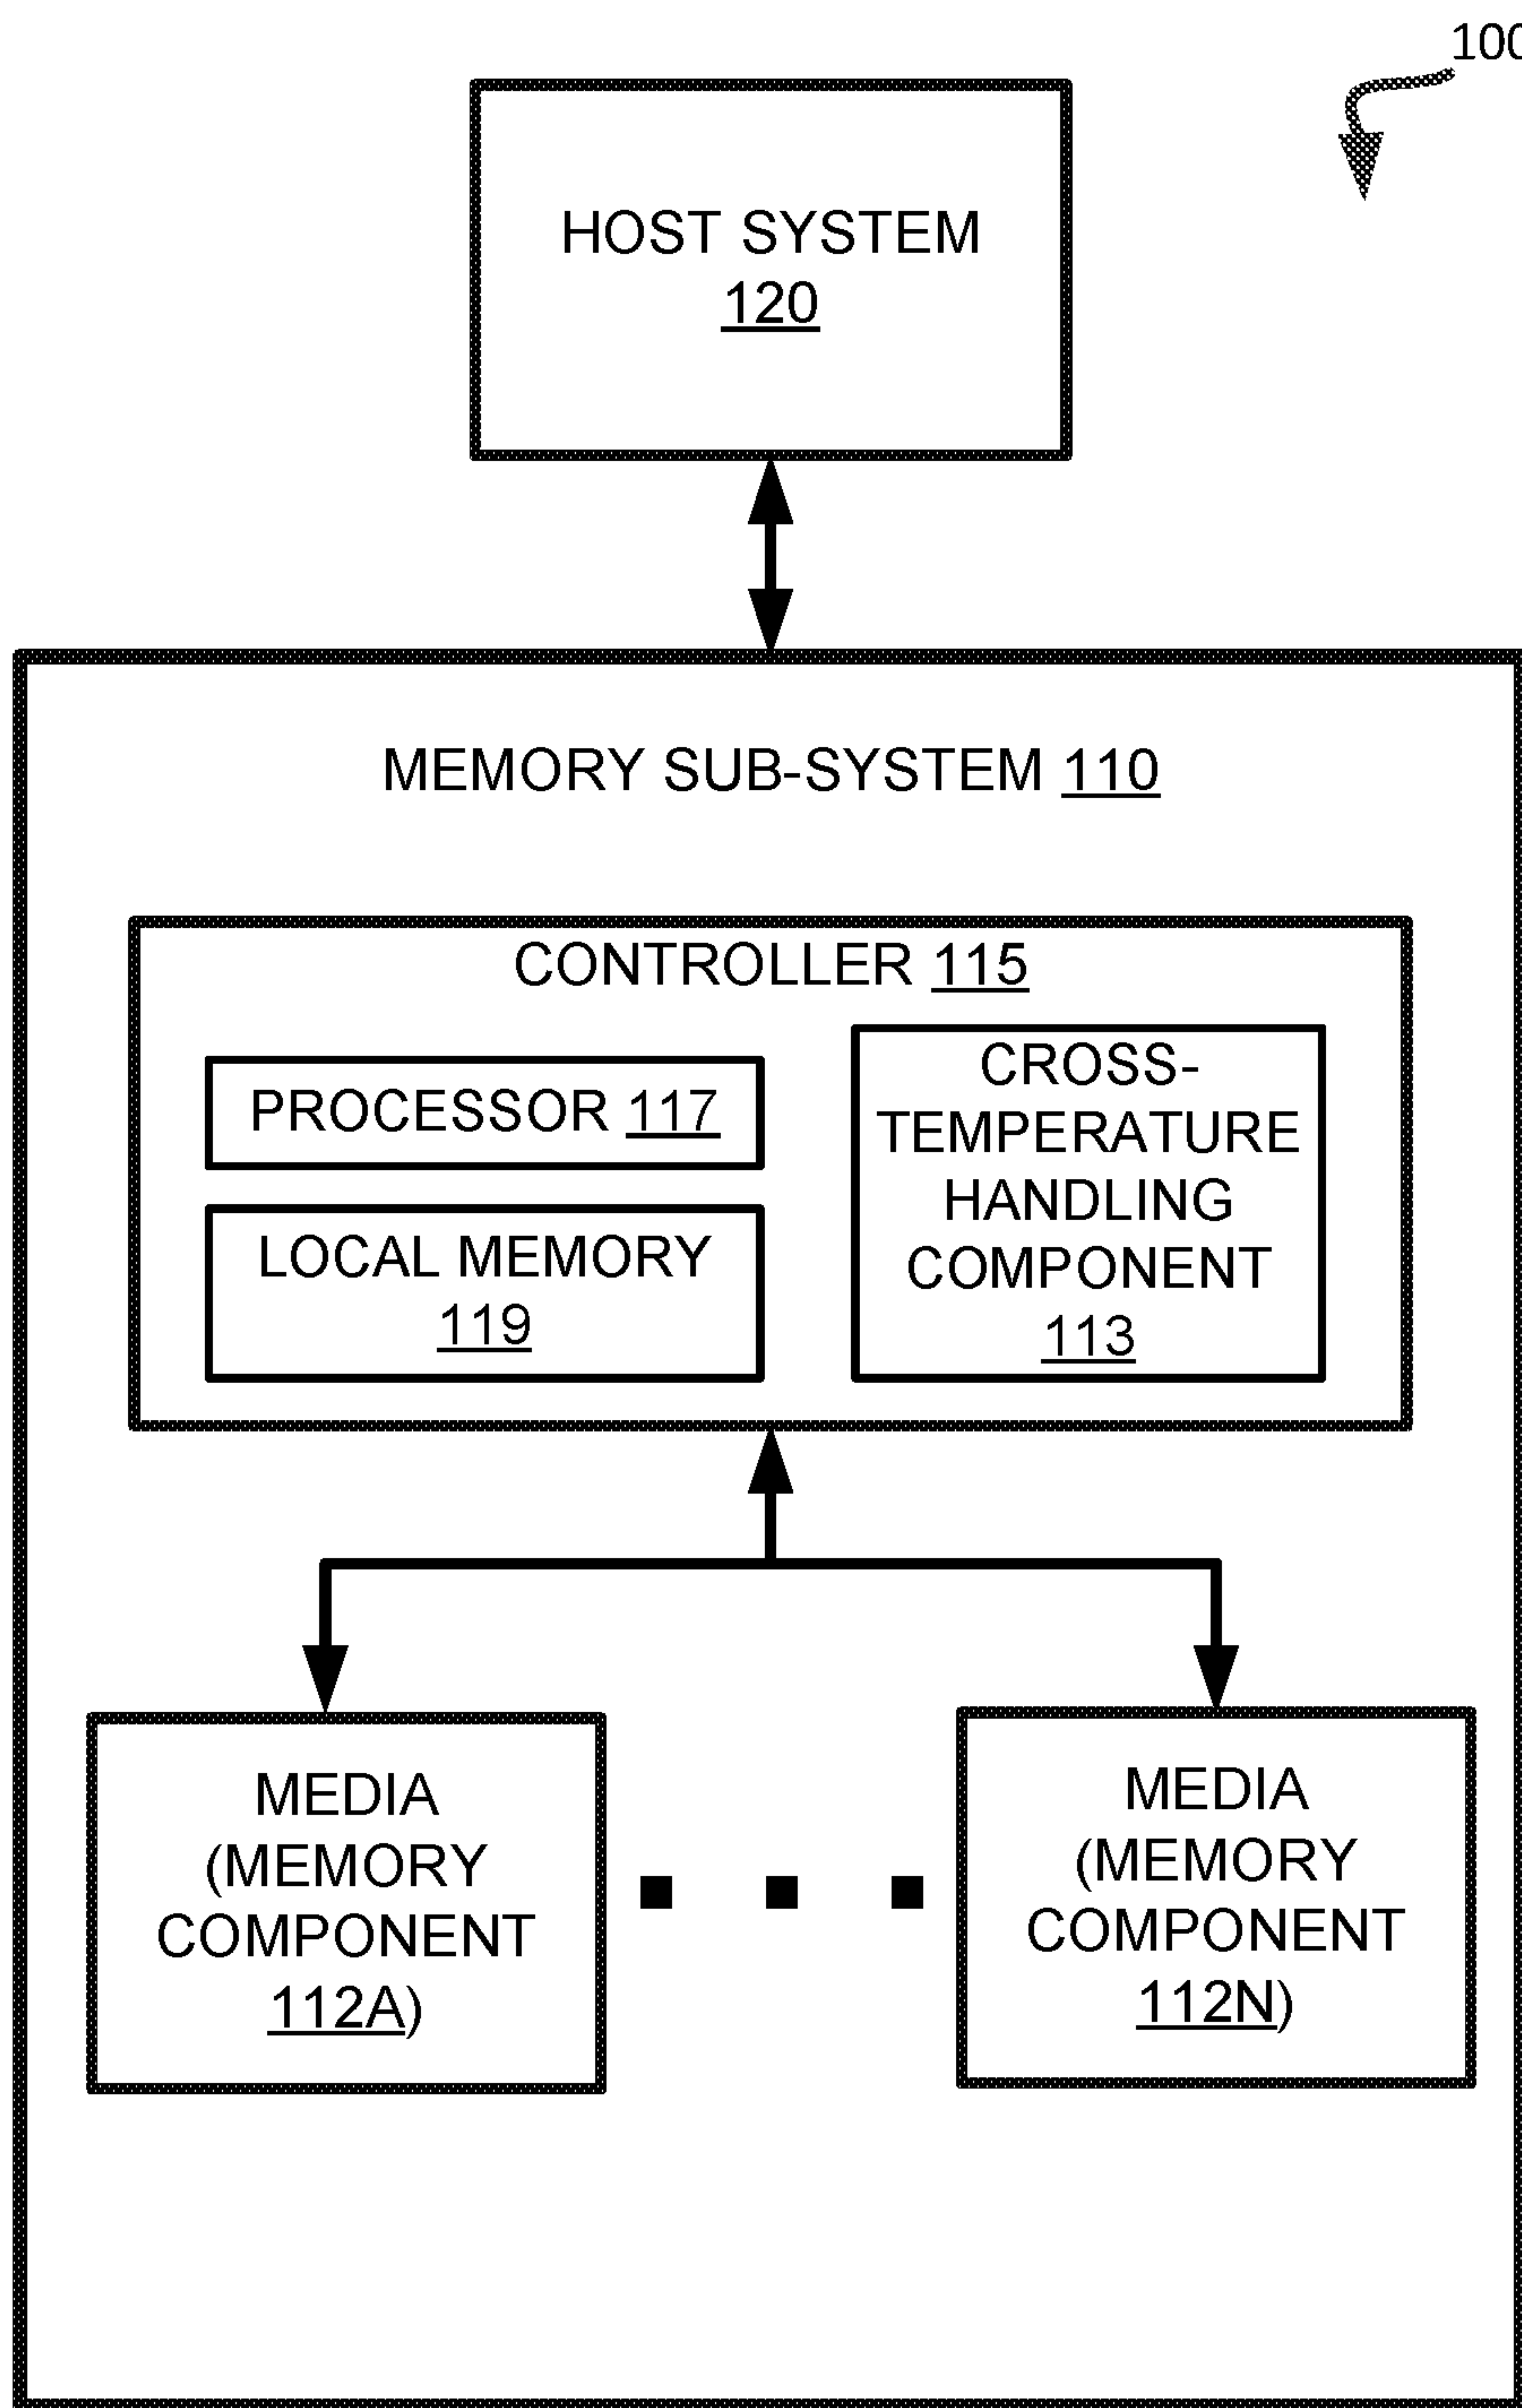 100
HOST SYSTEM
120
MEMORY SUB-SYSTEM 110
CONTROLLER 115
PROCESSOR 117
LOCAL MEMORY
119
CROSS-
TEMPERATURE
HANDLING
COMPONENT
113
MEDIA
(MEMORY
COMPONENT
112A)
MEDIA
(MEMORY
COMPONENT
112N)